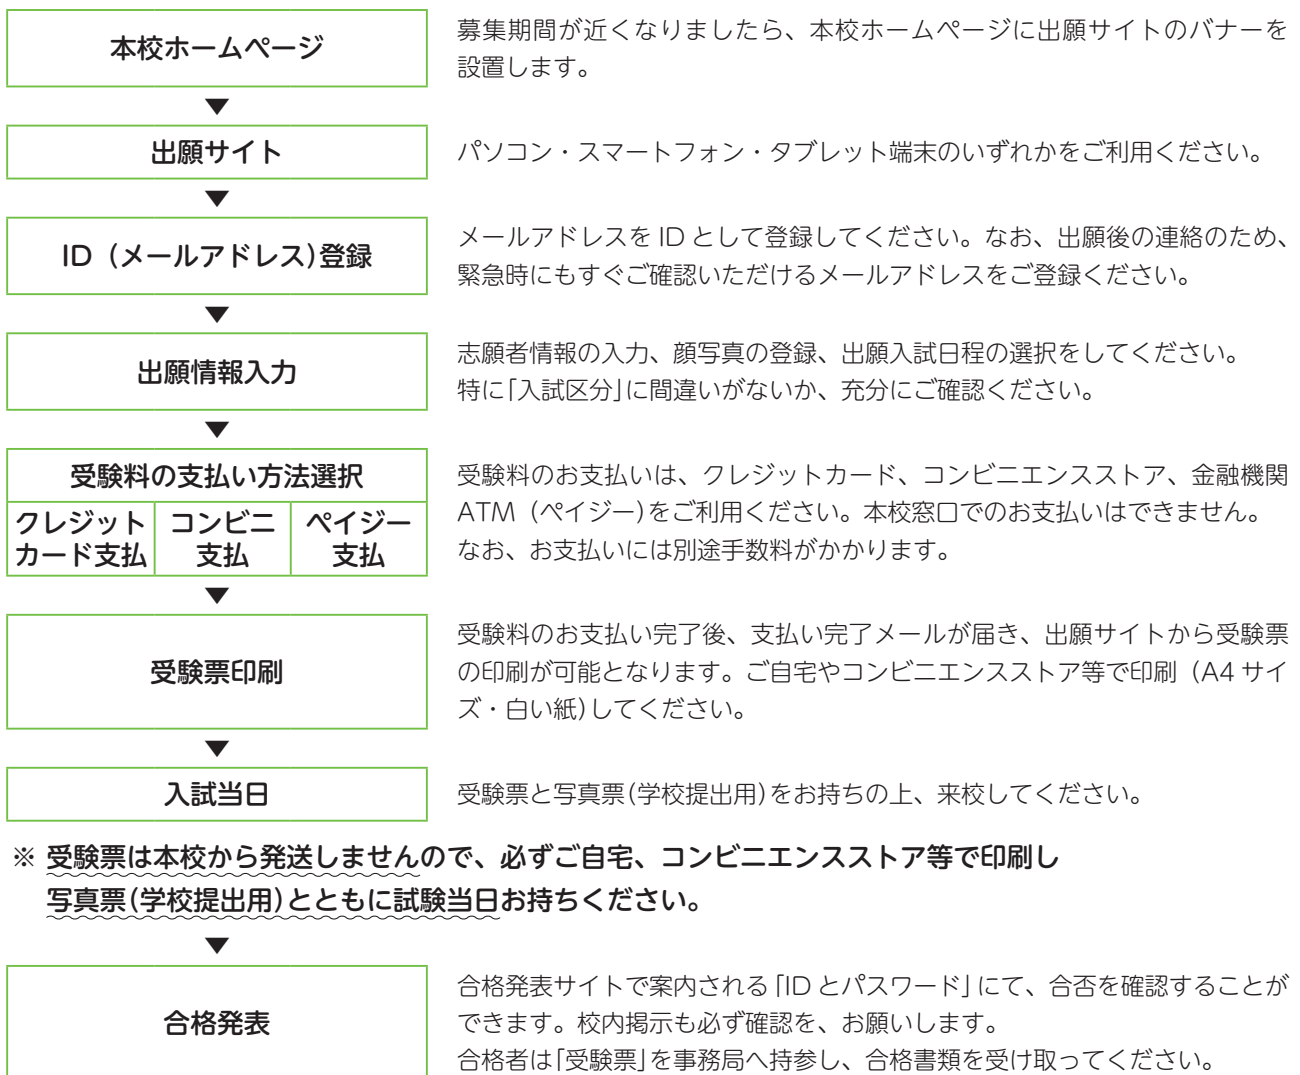 本校ホームページ
募集期間が近くなりましたら、本校ホームページに出願サイトのバナーを
設置します。
▼
出願サイト
パソコン・スマートフォン・タブレット端末のいずれかをご利用ください。
▼
ID（メールアドレス）登録
メールアドレスを ID として登録してください。なお、出願後の連絡のため、
緊急時にもすぐご確認いただけるメールアドレスをご登録ください。
▼
出願情報入力
志願者情報の入力、顔写真の登録、出願入試日程の選択をしてください。
特に「入試区分」に間違いがないか、充分にご確認ください。
▼
受験料の支払い方法選択
クレジット
カード支払
コンビニ
支払
ペイジー
支払
受験料のお支払いは、クレジットカード、コンビニエンスストア、金融機関
ATM（ペイジー）をご利用ください。本校窓口でのお支払いはできません。
なお、お支払いには別途手数料がかかります。
▼
受験票印刷
受験料のお支払い完了後、支払い完了メールが届き、出願サイトから受験票
の印刷が可能となります。ご自宅やコンビニエンスストア等で印刷（A4 サイ
ズ・白い紙）してください。
▼
入試当日
受験票と写真票（学校提出用）をお持ちの上、来校してください。
※ 受験票は本校から発送しませんので、必ずご自宅、コンビニエンスストア等で印刷し
写真票（学校提出用）とともに試験当日お持ちください。
▼
合格発表
合格発表サイトで案内される「ID とパスワード」にて、合否を確認することが
できます。校内掲示も必ず確認を、お願いします。
合格者は「受験票」を事務局へ持参し、合格書類を受け取ってください。